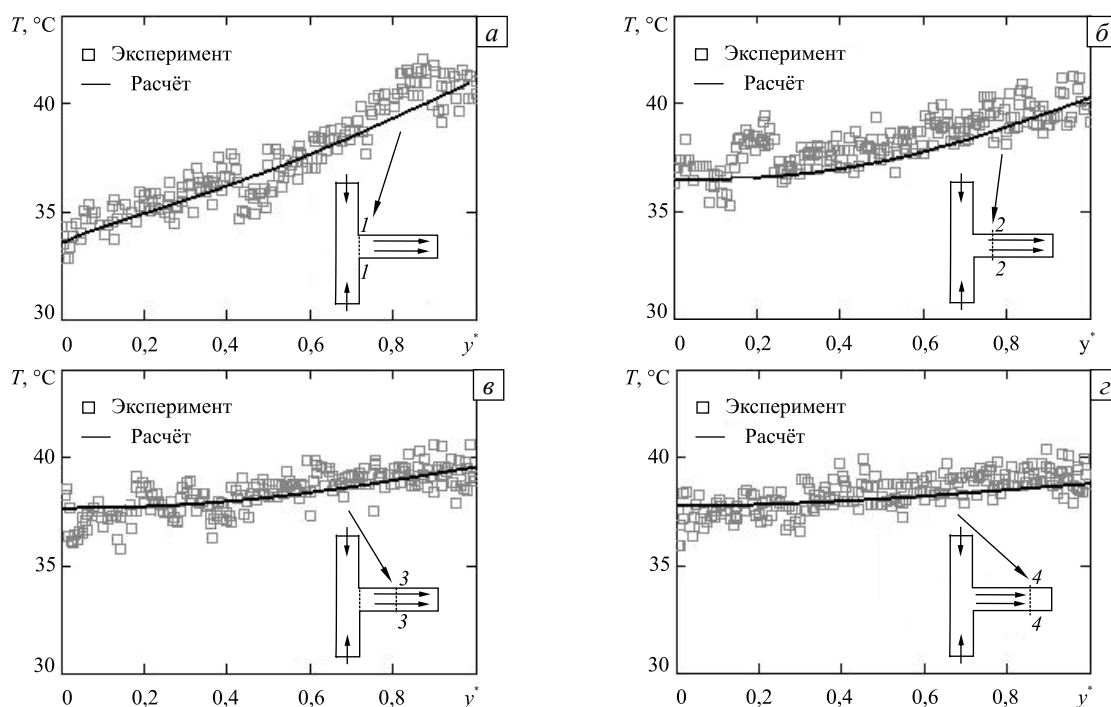 T, °C
а
Эксперимент
Расчёт
40
35
30
1
1
0 0,2 0,4 0,6 0,8 y*
T, °C
б
Эксперимент
Расчёт
40
35
30
2
2
0 0,2 0,4 0,6 0,8 y*
T, °C
в
Эксперимент
Расчёт
40
35
30
3
3
0 0,2 0,4 0,6 0,8 y*
T, °C
г
Эксперимент
Расчёт
40
35
30
4
4
0 0,2 0,4 0,6 0,8 y*